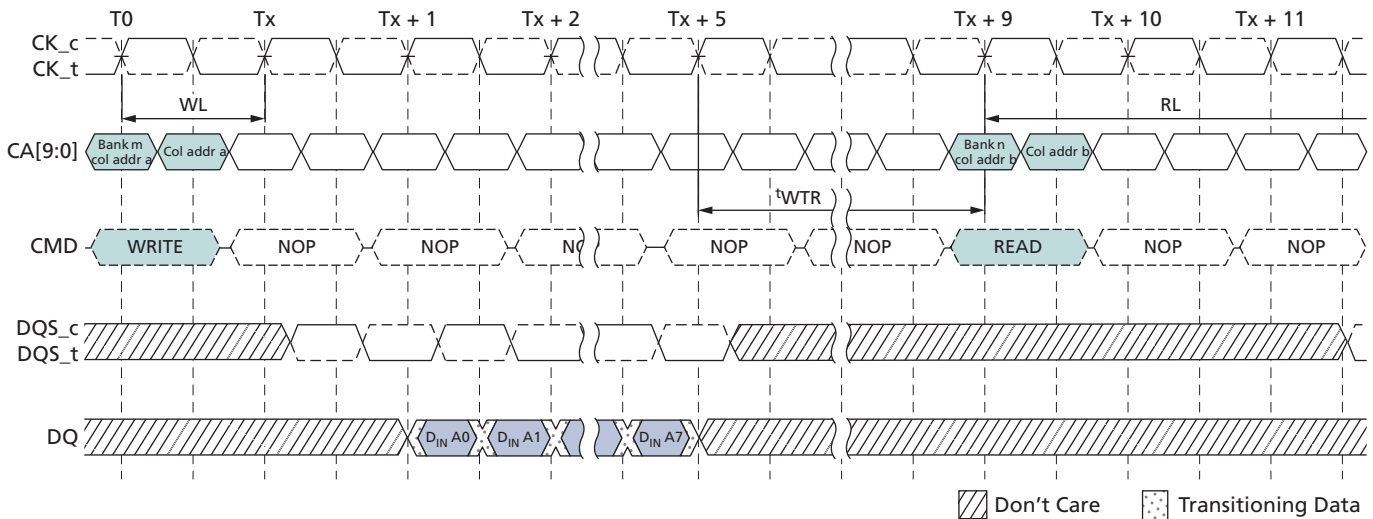 T0 Tx Tx + 1 Tx + 2 Tx + 5 Tx + 9 Tx + 10 Tx + 11
CK_c
CK_t
WL RL
CA[9:0] Bank m Col addr a Bank n Col addr b
col addr a col addr b
tWTR
CMD WRITE NOP NOP NOP NOP READ NOP NOP
DQS_c
DQS_t
DQ DIN A0 DIN A1 DIN A7
Don't Care Transitioning Data